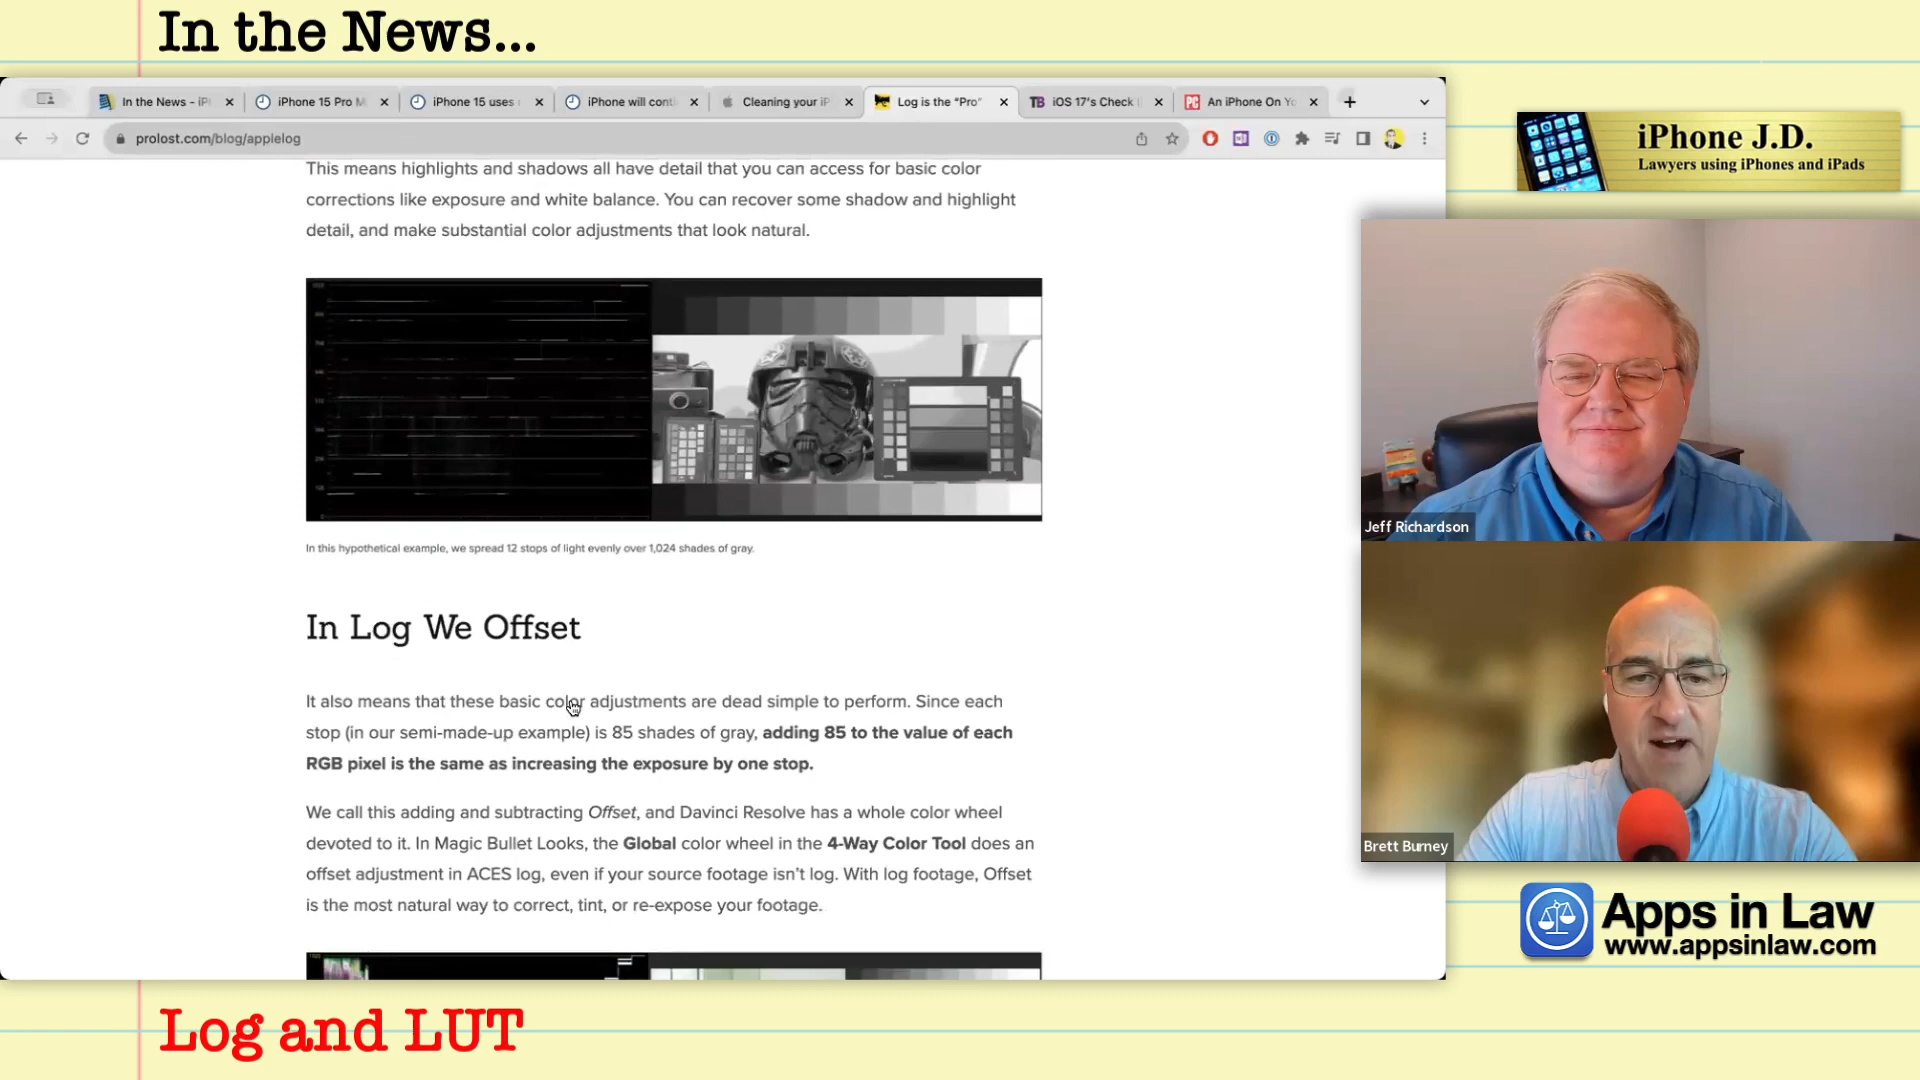 In the News...
In the News - iP
iPhone 15 Pro M
iPhone 15 uses
iPhone will cont
Cleaning your iP
Log is the "Pro"
iOS 17's Check
An iPhone On Yo
prolost.com/blog/applelog
This means highlights and shadows all have detail that you can access for basic color
corrections like exposure and white balance. You can recover some shadow and highlight
detail, and make substantial color adjustments that look natural.
In this hypothetical example, we spread 12 stops of light evenly over 1,024 shades of gray.
In Log We Offset
It also means that these basic color adjustments are dead simple to perform. Since each
stop (in our semi-made-up example) is 85 shades of gray, adding 85 to the value of each
RGB pixel is the same as increasing the exposure by one stop.
We call this adding and subtracting Offset, and Davinci Resolve has a whole color wheel
devoted to it. In Magic Bullet Looks, the Global color wheel in the 4-Way Color Tool does an
offset adjustment in ACES log, even if your source footage isn't log. With log footage, Offset
is the most natural way to correct, tint, or re-expose your footage.
iPhone J.D.
Lawyers using iPhones and iPads
Jeff Richardson
Brett Burney
Apps in Law
www.appsinlaw.com
Log and LUT